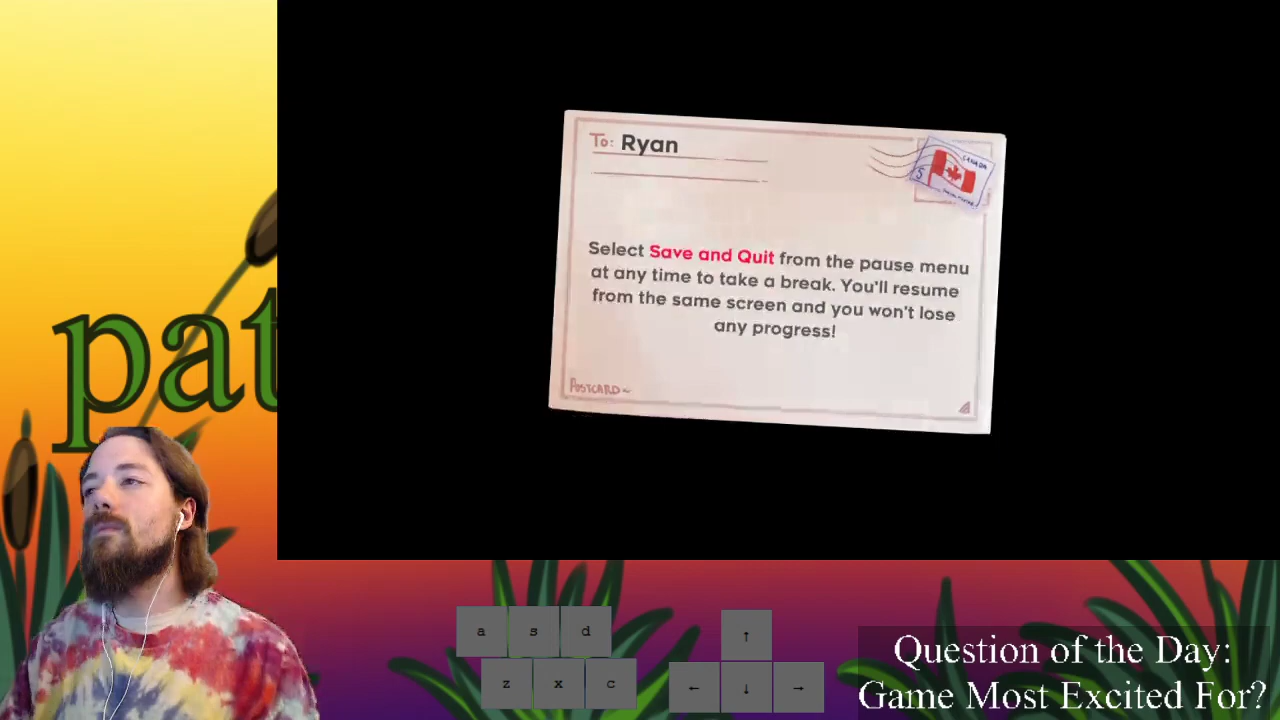 To: Ryan
CANADA
5
Select Save and Quit from the pause menu
at any time to take a break. You'll resume
from the same screen and you won't lose
any progress!
POSTCARD~
pat
a s d ↑
z x c ← ↓ →
Question of the Day:
Game Most Excited For?